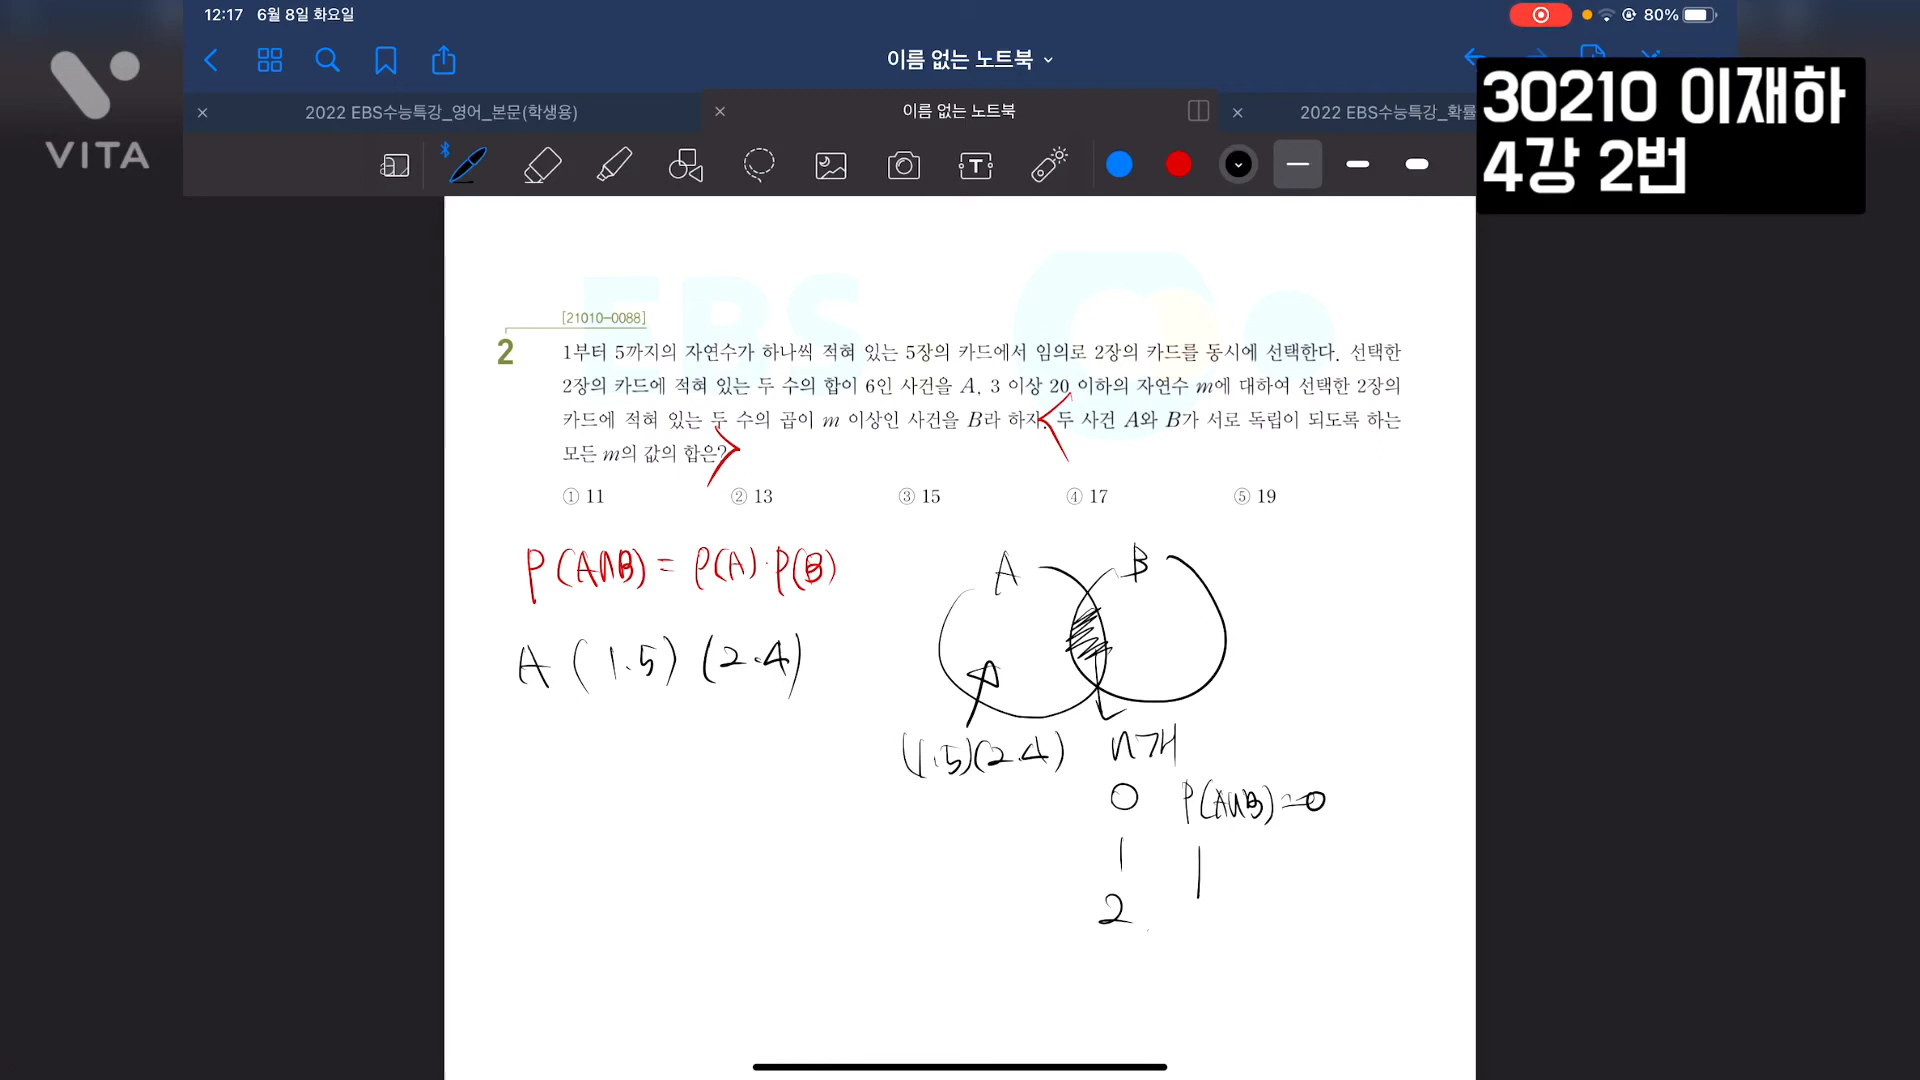 12:17 6월 8일 화요일
80%
이름 없는 노트북
30210 이재하
4강 2번
VITA
2022 EBS수능특강_영어_본문(학생용)
이름 없는 노트북
2022 EBS수능특강_확률
EBS
[21010-0088]
2
1부터 5까지의 자연수가 하나씩 적혀 있는 5장의 카드에서 임의로 2장의 카드를 동시에 선택한다. 선택한
2장의 카드에 적혀 있는 두 수의 합이 6인 사건을 A, 3 이상 20 이하의 자연수 m에 대하여 선택한 2장의
카드에 적혀 있는 두 수의 곱이 m 이상인 사건을 B라 하자. 두 사건 A와 B가 서로 독립이 되도록 하는
모든 m의 값의 합은?
① 11 ② 13 ③ 15 ④ 17 ⑤ 19
P(A∩B) = P(A)·P(B)
A (1.5) (2.4)
A B
(1.5)(2.4) n개
0 P(A∩B)=0
1
2